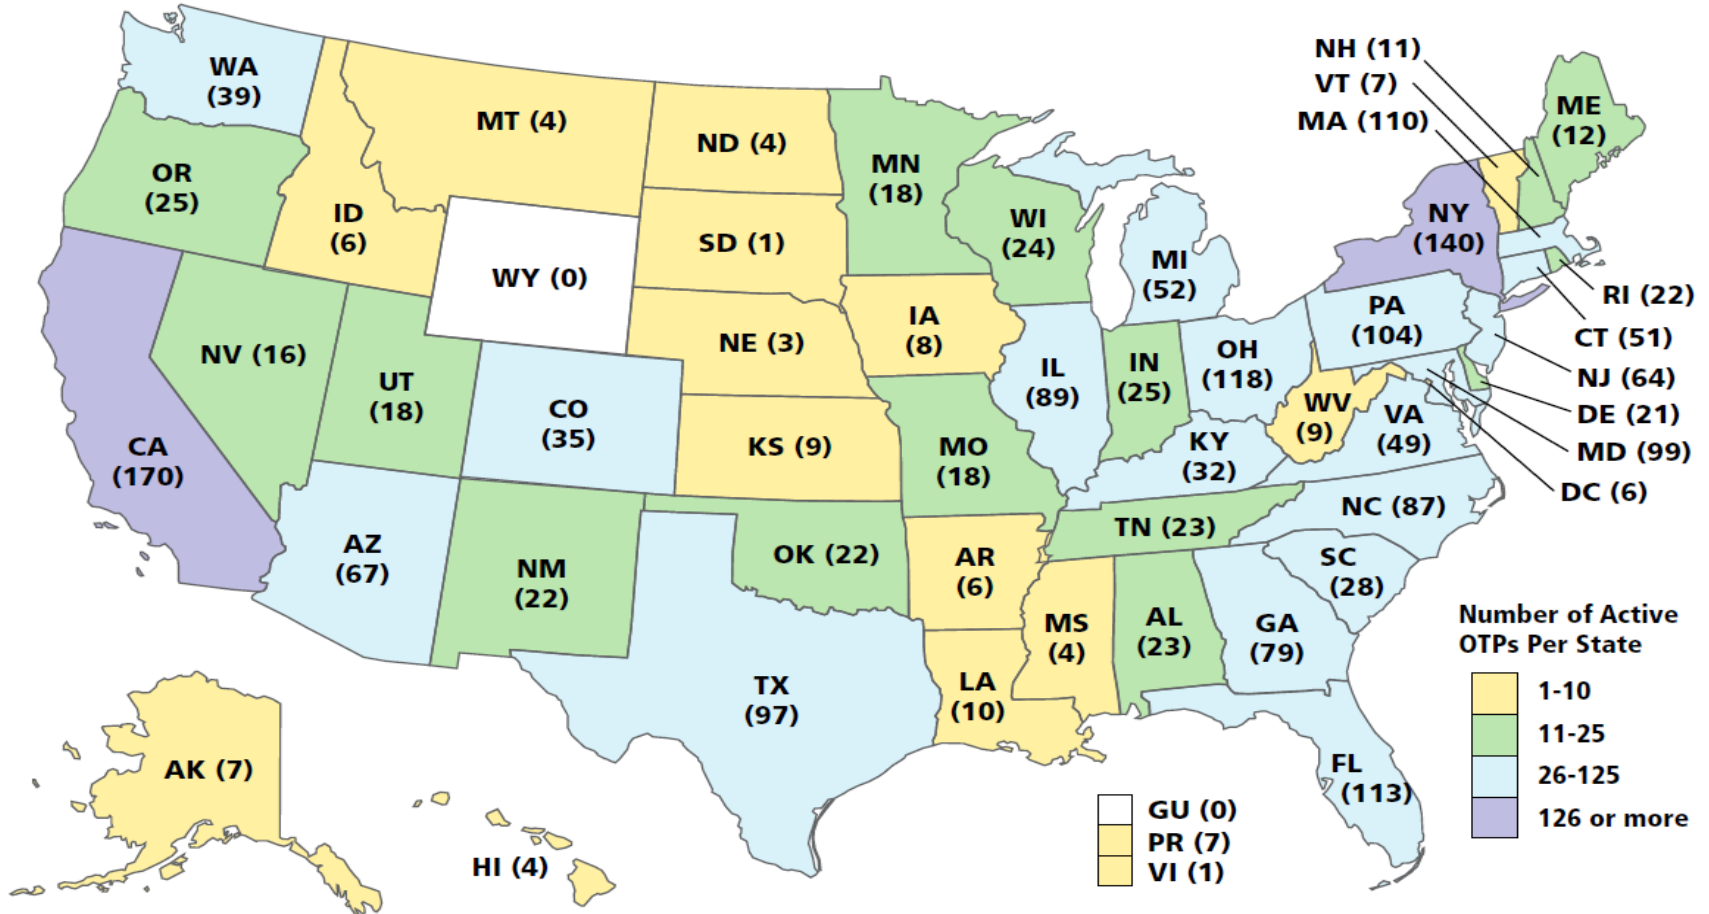 NH (11)
VT (7)
MA (110)
WA
(39)
ME
(12)
MT (4)
ND (4)
MN
(18)
OR
(25)
ID
(6)
WI
(24)
NY
(140)
SD (1)
MI
(52)
WY (0)
RI (22)
PA
(104)
IA
(8)
CT (51)
NE (3)
NV (16)
OH
(118)
IN
(25)
IL
(89)
NJ (64)
UT
(18)
CO
(35)
DE (21)
WV
(9)
VA
(49)
CA
(170)
KS (9)
MO
(18)
KY
(32)
MD (99)
DC (6)
NC (87)
TN (23)
AZ
(67)
OK (22)
AR
(6)
SC
(28)
NM
(22)
MS
(4)
AL
(23)
GA
(79)
Number of Active
OTPs Per State
1-10
11-25
26-125
126 or more
TX
(97)
LA
(10)
FL
(113)
AK (7)
HI (4)
GU (0)
PR (7)
VI (1)